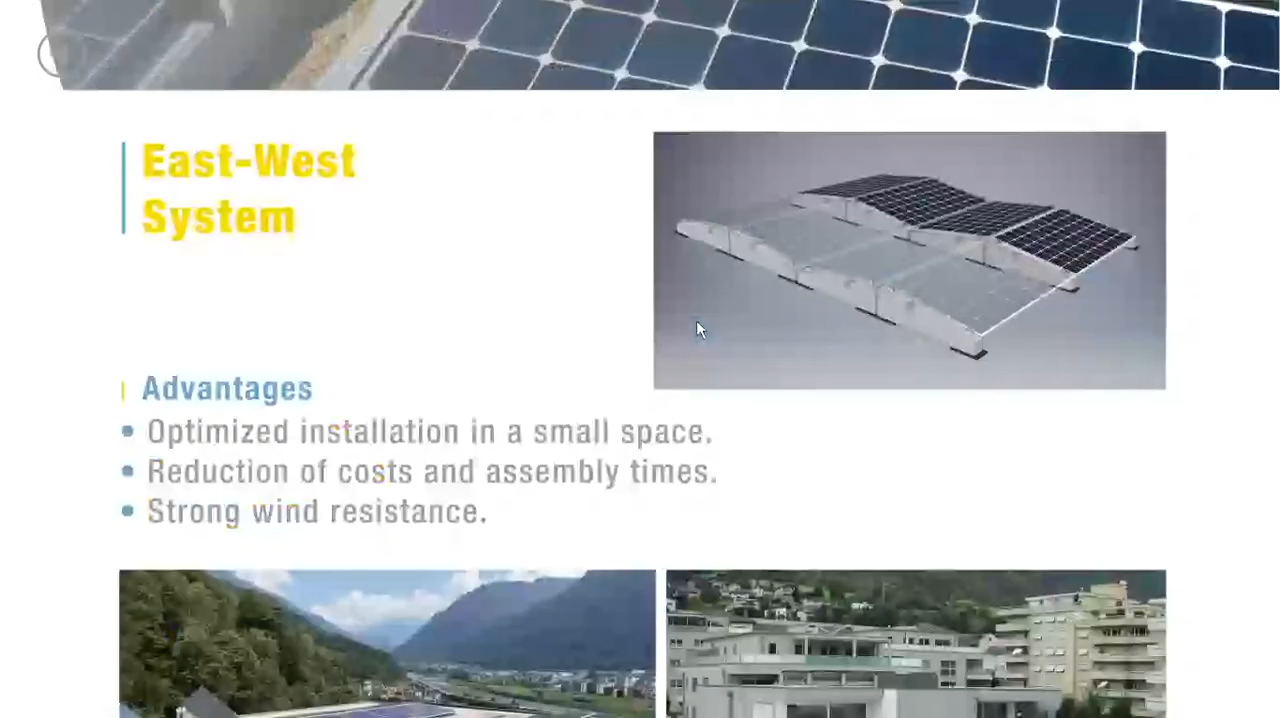 East-West
System
Advantages
• Optimized installation in a small space.
• Reduction of costs and assembly times.
• Strong wind resistance.